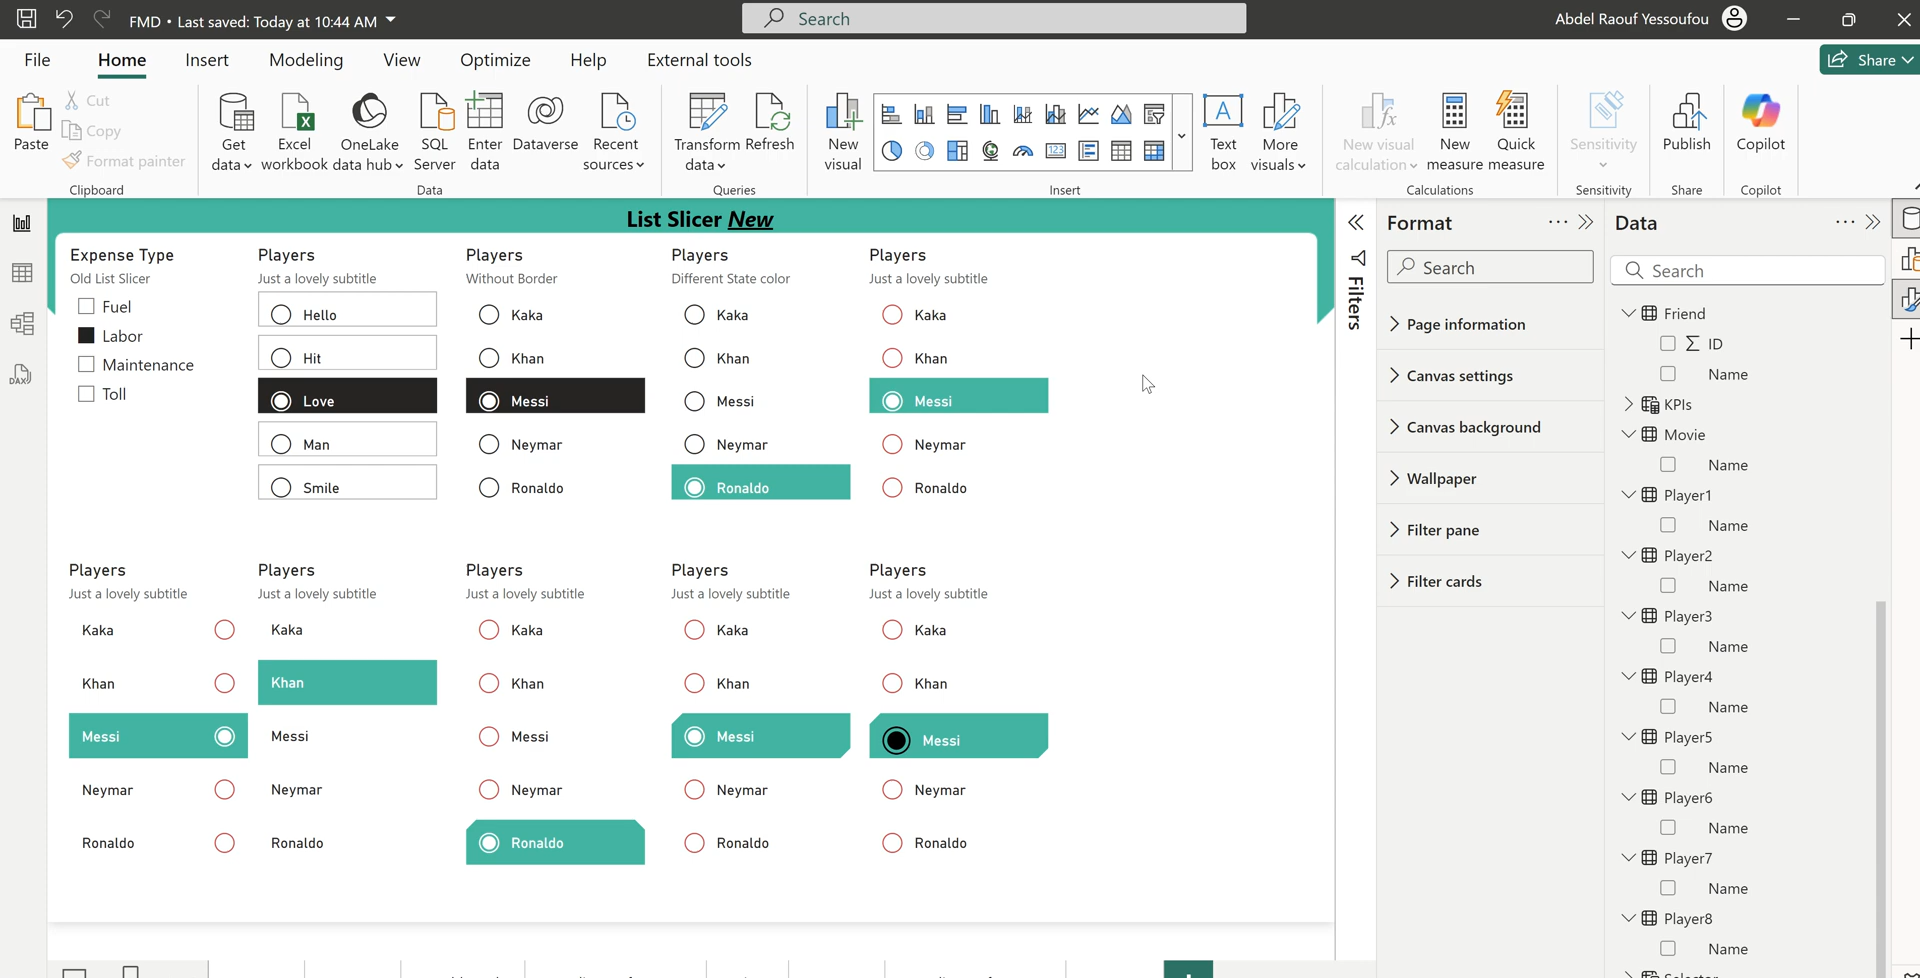 FMD • Last saved: Today at 10:44 AM
Search
Abdel Raouf Yessoufou
File
Home
Insert
Modeling
View
Optimize
Help
External tools
Share
Paste
Cut
Copy
Format painter
Clipboard
Get data
Excel workbook
OneLake data hub
SQL Server
Enter data
Dataverse
Recent sources
Data
Transform data
Refresh
Queries
New visual
Text box
More visuals
Insert
New visual calculation
New measure
Quick measure
Calculations
Sensitivity
Sensitivity
Publish
Share
Copilot
Copilot
List Slicer New
Expense Type
Old List Slicer
Fuel
Labor
Maintenance
Toll
Players
Just a lovely subtitle
Hello
Hit
Love
Man
Smile
Players
Without Border
Kaka
Khan
Messi
Neymar
Ronaldo
Players
Different State color
Kaka
Khan
Messi
Neymar
Ronaldo
Players
Just a lovely subtitle
Kaka
Khan
Messi
Neymar
Ronaldo
Players
Just a lovely subtitle
Kaka
Khan
Messi
Neymar
Ronaldo
Players
Just a lovely subtitle
Kaka
Khan
Messi
Neymar
Ronaldo
Players
Just a lovely subtitle
Kaka
Khan
Messi
Neymar
Ronaldo
Players
Just a lovely subtitle
Kaka
Khan
Messi
Neymar
Ronaldo
Players
Just a lovely subtitle
Kaka
Khan
Messi
Neymar
Ronaldo
Filters
Format
Search
Page information
Canvas settings
Canvas background
Wallpaper
Filter pane
Filter cards
Data
Search
Friend
∑ ID
Name
KPIs
Movie
Name
Player1
Name
Player2
Name
Player3
Name
Player4
Name
Player5
Name
Player6
Name
Player7
Name
Player8
Name
DAX